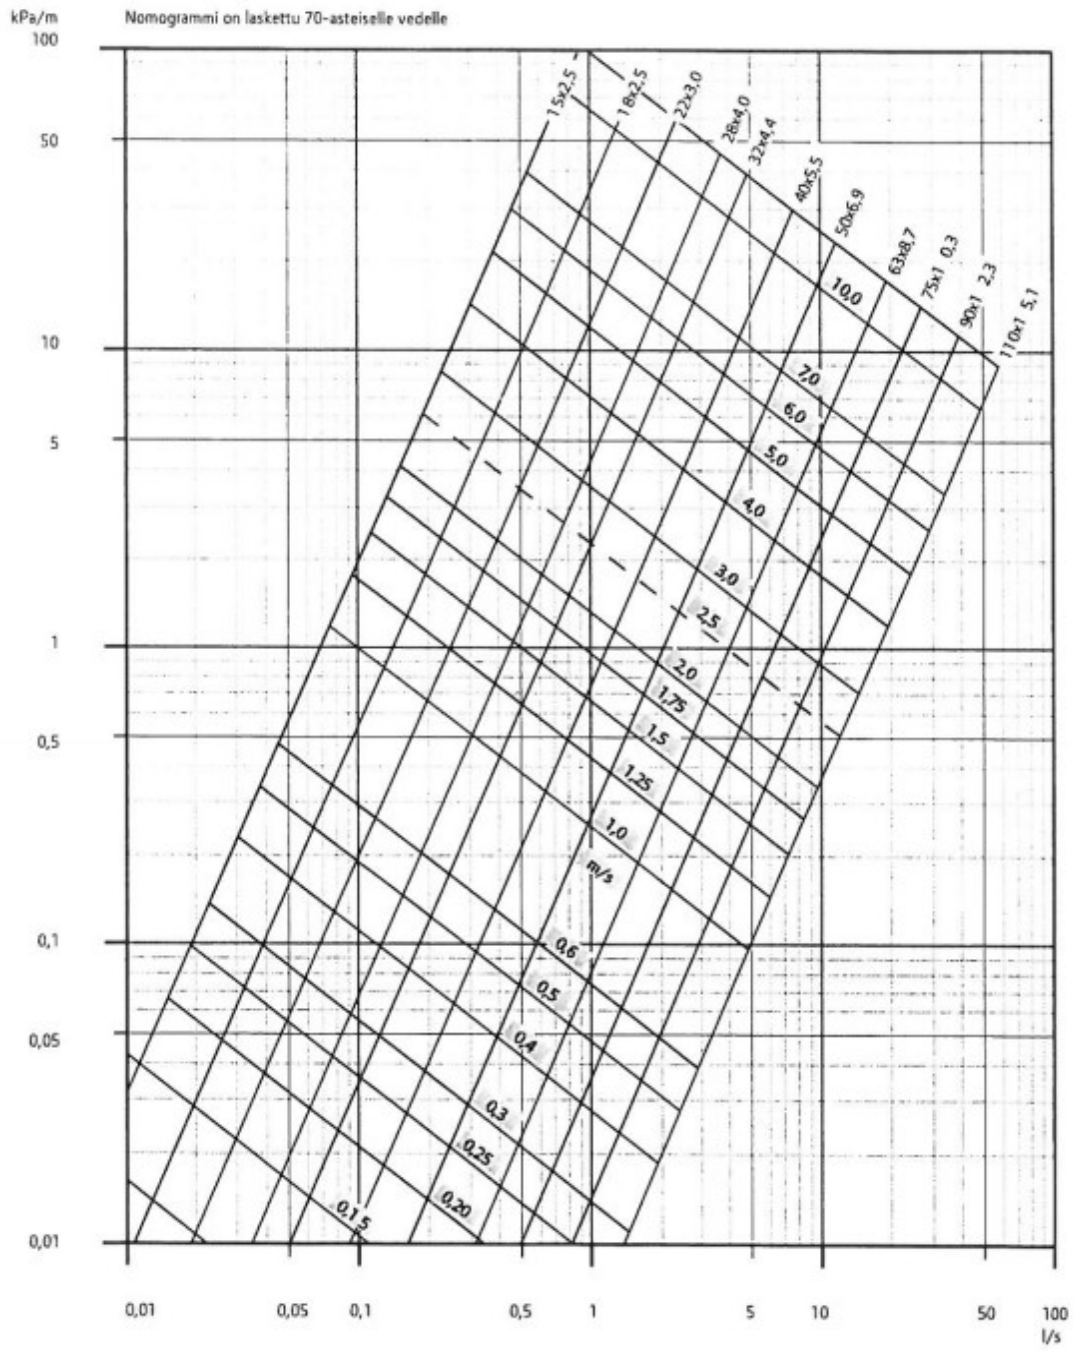 kPa/m
Nomogrammi on laskettu 70-asteiselle vedelle
100
50
10
5
1
0,5
0,1
0,05
0,01
15x2,5
18x2,5
22x3,0
28x4,0
32x4,4
40x5,5
50x6,9
63x8,7
75x1 0,3
90x1 2,3
110x1 5,1
10,0
7,0
6,0
5,0
4,0
3,0
2,5
2,0
1,75
1,5
1,25
1,0
m/s
0,6
0,5
0,4
0,3
0,25
0,20
0,1 5
0,01
0,05
0,1
0,5
1
5
10
50
100
l/s